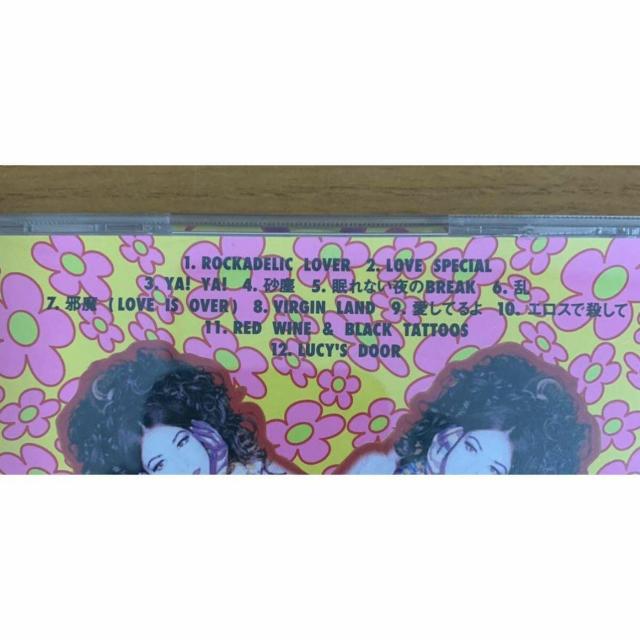 1. ROCKADELIC LOVER 2. LOVE SPECIAL
3. YA! YA! 4. 砂塵 5. 眠れない夜のBREAK 6. 乱
7. 邪魔 (LOVE IS OVER) 8. VIRGIN LAND 9. 愛してるよ 10. エロスで殺して
11. RED WINE & BLACK TATTOOS
12. LUCY'S DOOR